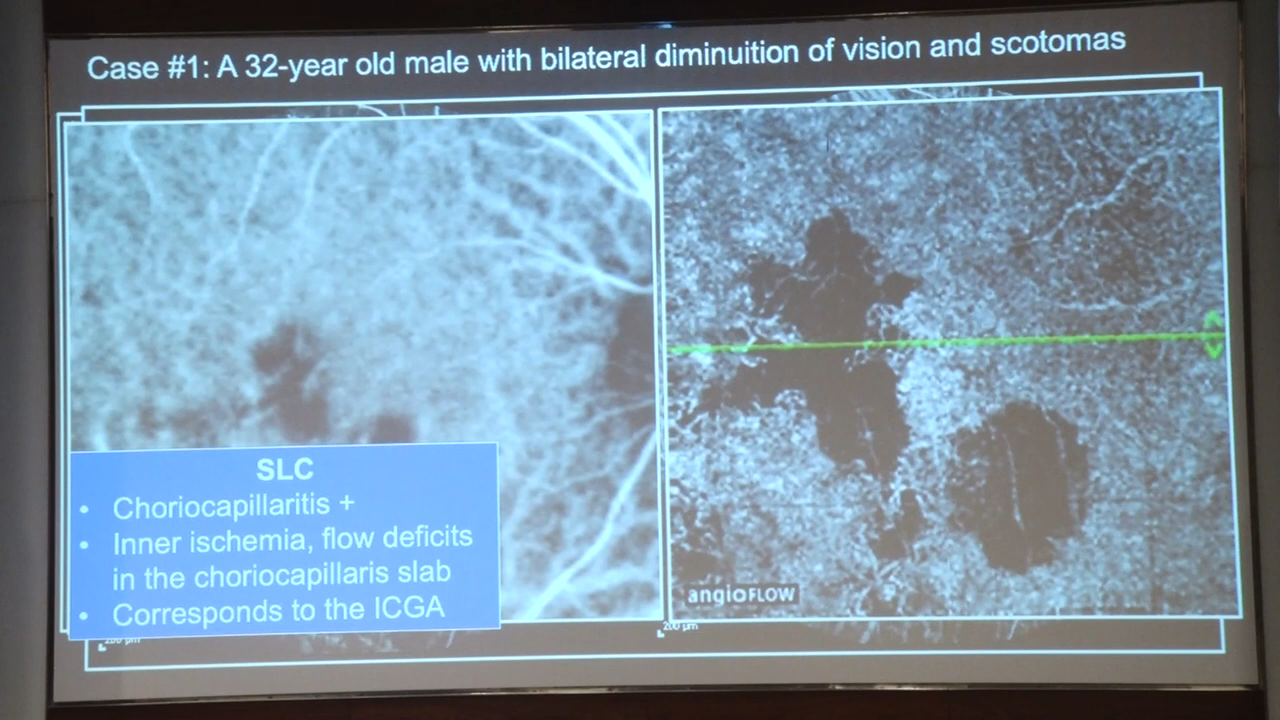 Case #1: A 32-year old male with bilateral diminuition of vision and scotomas
SLC
• Choriocapillaritis +
• Inner ischemia, flow deficits
in the choriocapillaris slab
• Corresponds to the ICGA
angioFLOW
200 µm
200 µm